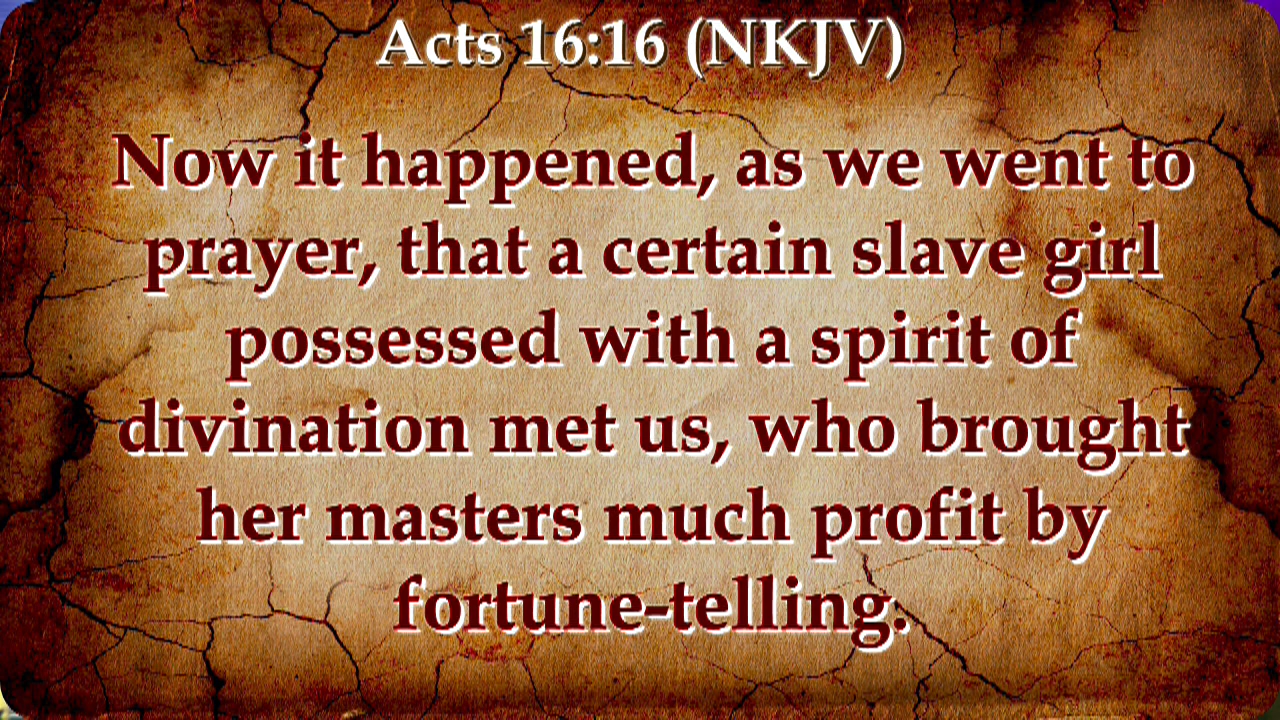 Acts 16:16 (NKJV)
Now it happened, as we went to
prayer, that a certain slave girl
possessed with a spirit of
divination met us, who brought
her masters much profit by
fortune-telling.